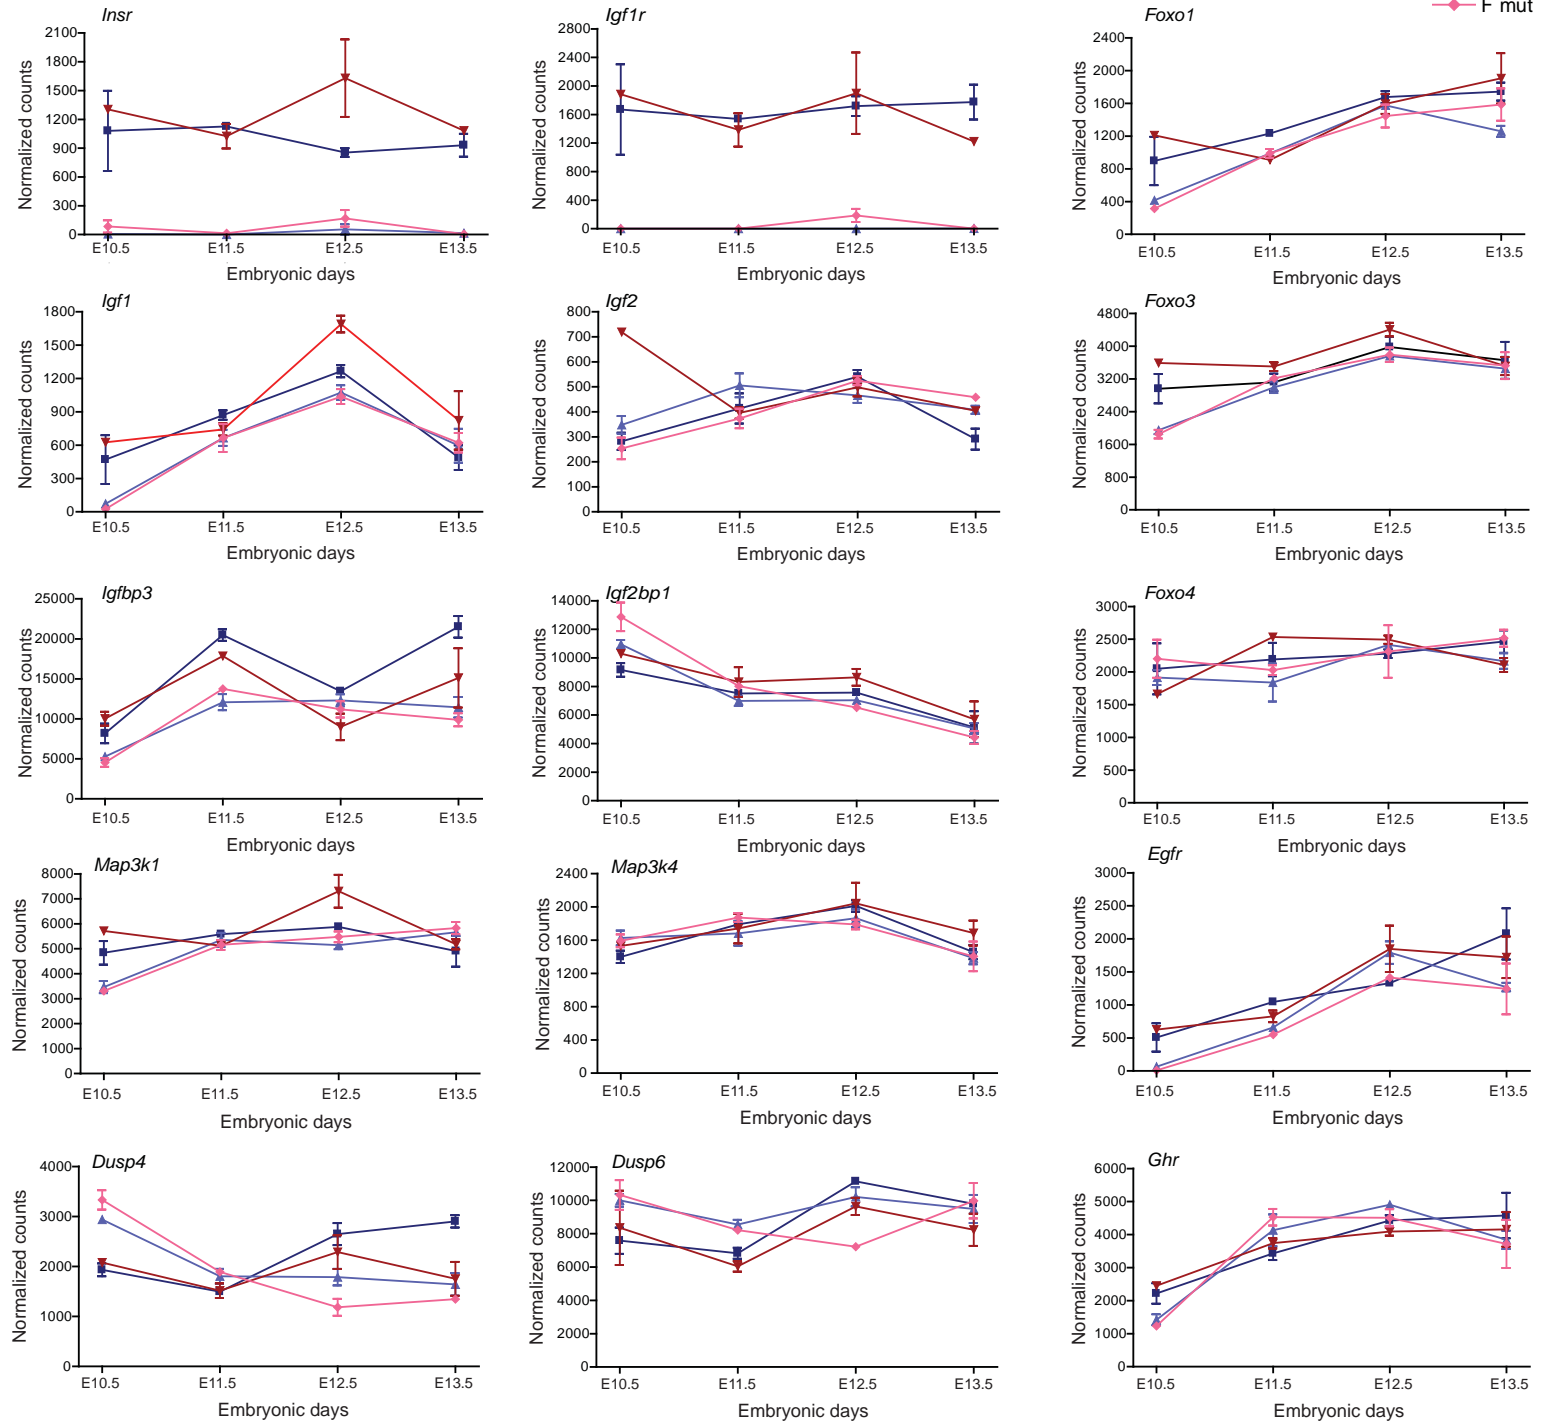 F mut
Insr
Normalized counts
2100
1800
1500
1200
900
600
300
0
E10.5 E11.5 E12.5 E13.5
Embryonic days
Igf1r
Normalized counts
2800
2400
2000
1600
1200
800
400
0
E10.5 E11.5 E12.5 E13.5
Embryonic days
Foxo1
Normalized counts
2400
2000
1600
1200
800
400
0
E10.5 E11.5 E12.5 E13.5
Embryonic days
Igf1
Normalized counts
1800
1500
1200
900
600
300
0
E10.5 E11.5 E12.5 E13.5
Embryonic days
Igf2
Normalized counts
800
700
600
500
400
300
200
100
0
E10.5 E11.5 E12.5 E13.5
Embryonic days
Foxo3
Normalized counts
4800
4000
3200
2400
1600
800
0
E10.5 E11.5 E12.5 E13.5
Embryonic days
Igfbp3
Normalized counts
25000
20000
15000
10000
5000
0
E10.5 E11.5 E12.5 E13.5
Embryonic days
Igf2bp1
Normalized counts
14000
12000
10000
8000
6000
4000
2000
0
E10.5 E11.5 E12.5 E13.5
Embryonic days
Foxo4
Normalized counts
3000
2500
2000
1500
1000
500
0
E10.5 E11.5 E12.5 E13.5
Embryonic days
Map3k1
Normalized counts
8000
7000
6000
5000
4000
3000
2000
1000
0
E10.5 E11.5 E12.5 E13.5
Embryonic days
Map3k4
Normalized counts
2400
2000
1600
1200
800
400
0
E10.5 E11.5 E12.5 E13.5
Embryonic days
Egfr
Normalized counts
3000
2500
2000
1500
1000
500
0
E10.5 E11.5 E12.5 E13.5
Embryonic days
Dusp4
Normalized counts
4000
3000
2000
1000
0
E10.5 E11.5 E12.5 E13.5
Embryonic days
Dusp6
Normalized counts
12000
10000
8000
6000
4000
2000
0
E10.5 E11.5 E12.5 E13.5
Embryonic days
Ghr
Normalized counts
6000
5000
4000
3000
2000
1000
0
E10.5 E11.5 E12.5 E13.5
Embryonic days